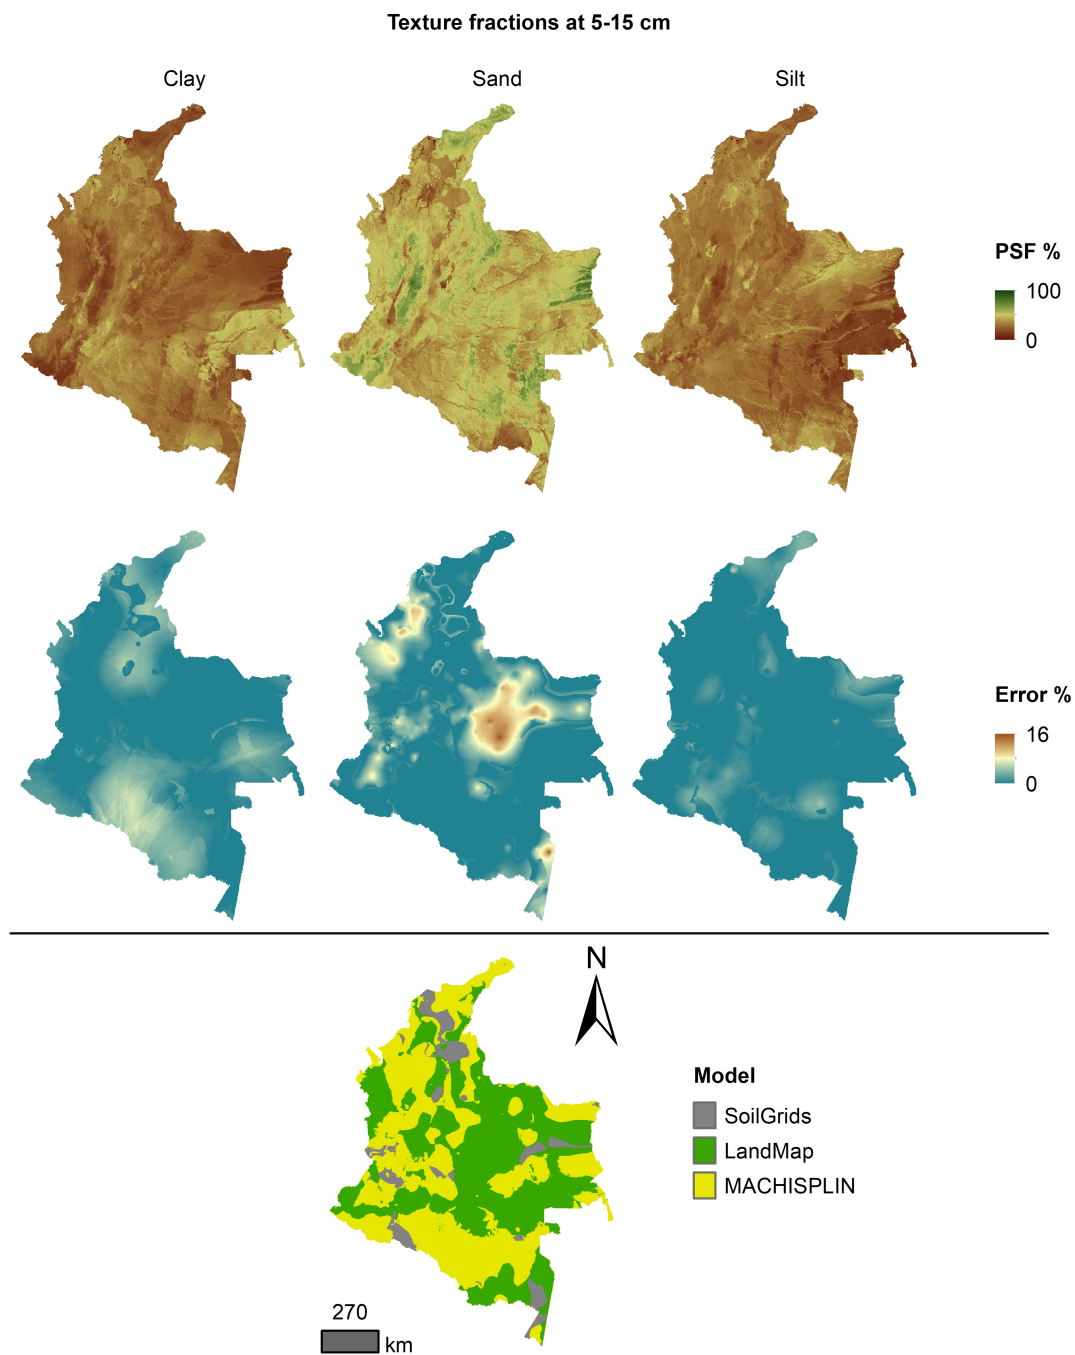 Texture fractions at 5-15 cm
Clay
Sand
Silt
PSF %
100
0
Error %
16
0
N
Model
SoilGrids
LandMap
MACHISPLIN
270
km